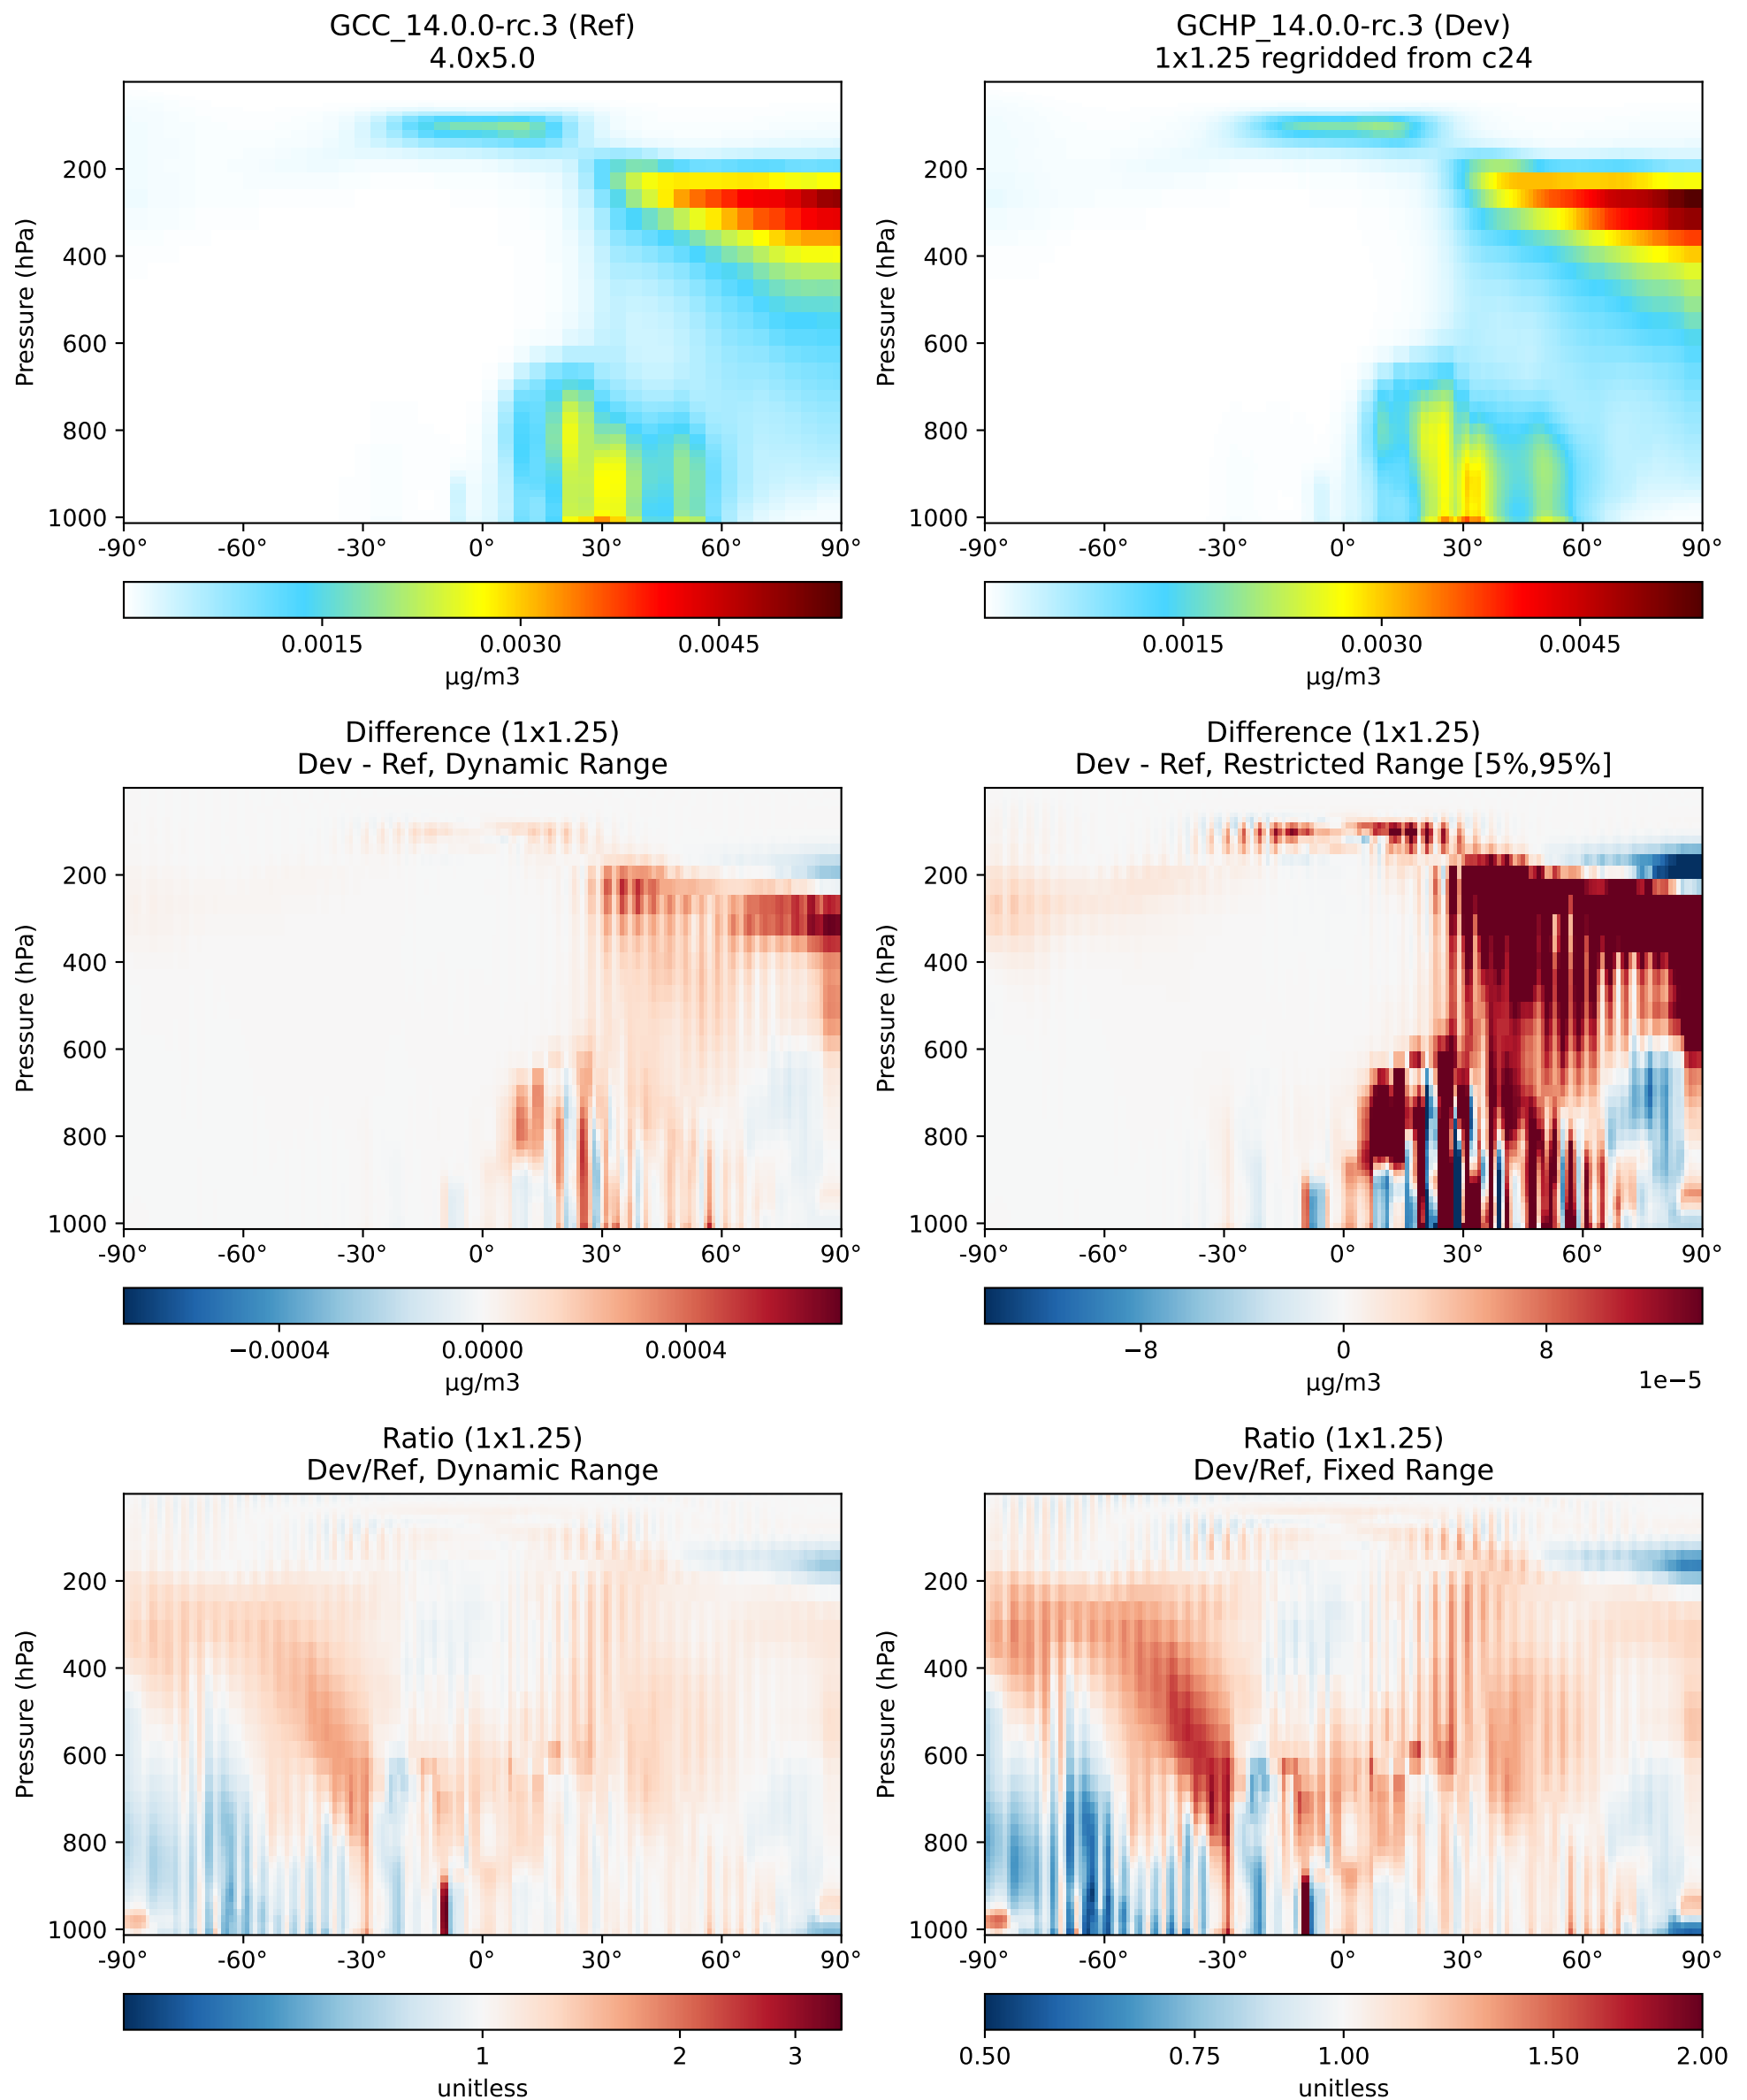 GCC_14.0.0-rc.3 (Ref)
4.0x5.0
GCHP_14.0.0-rc.3 (Dev)
1x1.25 regridded from c24
Pressure (hPa)
200
400
600
800
1000
-90° -60° -30° 0° 30° 60° 90°
0.0015 0.0030 0.0045
µg/m3
Pressure (hPa)
200
400
600
800
1000
-90° -60° -30° 0° 30° 60° 90°
0.0015 0.0030 0.0045
µg/m3
Difference (1x1.25)
Dev - Ref, Dynamic Range
Difference (1x1.25)
Dev - Ref, Restricted Range [5%,95%]
Pressure (hPa)
200
400
600
800
1000
-90° -60° -30° 0° 30° 60° 90°
−0.0004 0.0000 0.0004
µg/m3
Pressure (hPa)
200
400
600
800
1000
-90° -60° -30° 0° 30° 60° 90°
−8 0 8
µg/m3
1e−5
Ratio (1x1.25)
Dev/Ref, Dynamic Range
Ratio (1x1.25)
Dev/Ref, Fixed Range
Pressure (hPa)
200
400
600
800
1000
-90° -60° -30° 0° 30° 60° 90°
1 2 3
unitless
Pressure (hPa)
200
400
600
800
1000
-90° -60° -30° 0° 30° 60° 90°
0.50 0.75 1.00 1.50 2.00
unitless